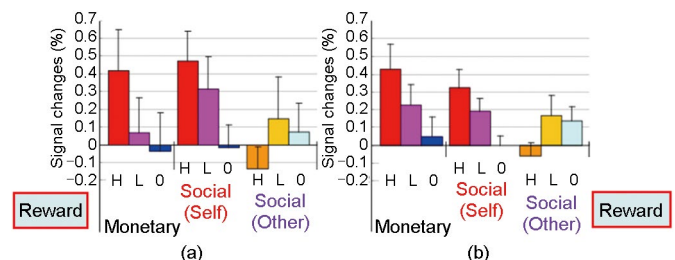 0.7
0.6
0.5
0.4
0.3
0.2
0.1
0
−0.1
−0.2
Signal changes (%)
H L 0
H L 0
H L 0
Reward
Monetary
Social
(Self)
Social
(Other)
(a)
0.7
0.6
0.5
0.4
0.3
0.2
0.1
0
−0.1
−0.2
Signal changes (%)
H L 0
H L 0
H L 0
Monetary
Social
(Self)
Social
(Other)
Reward
(b)